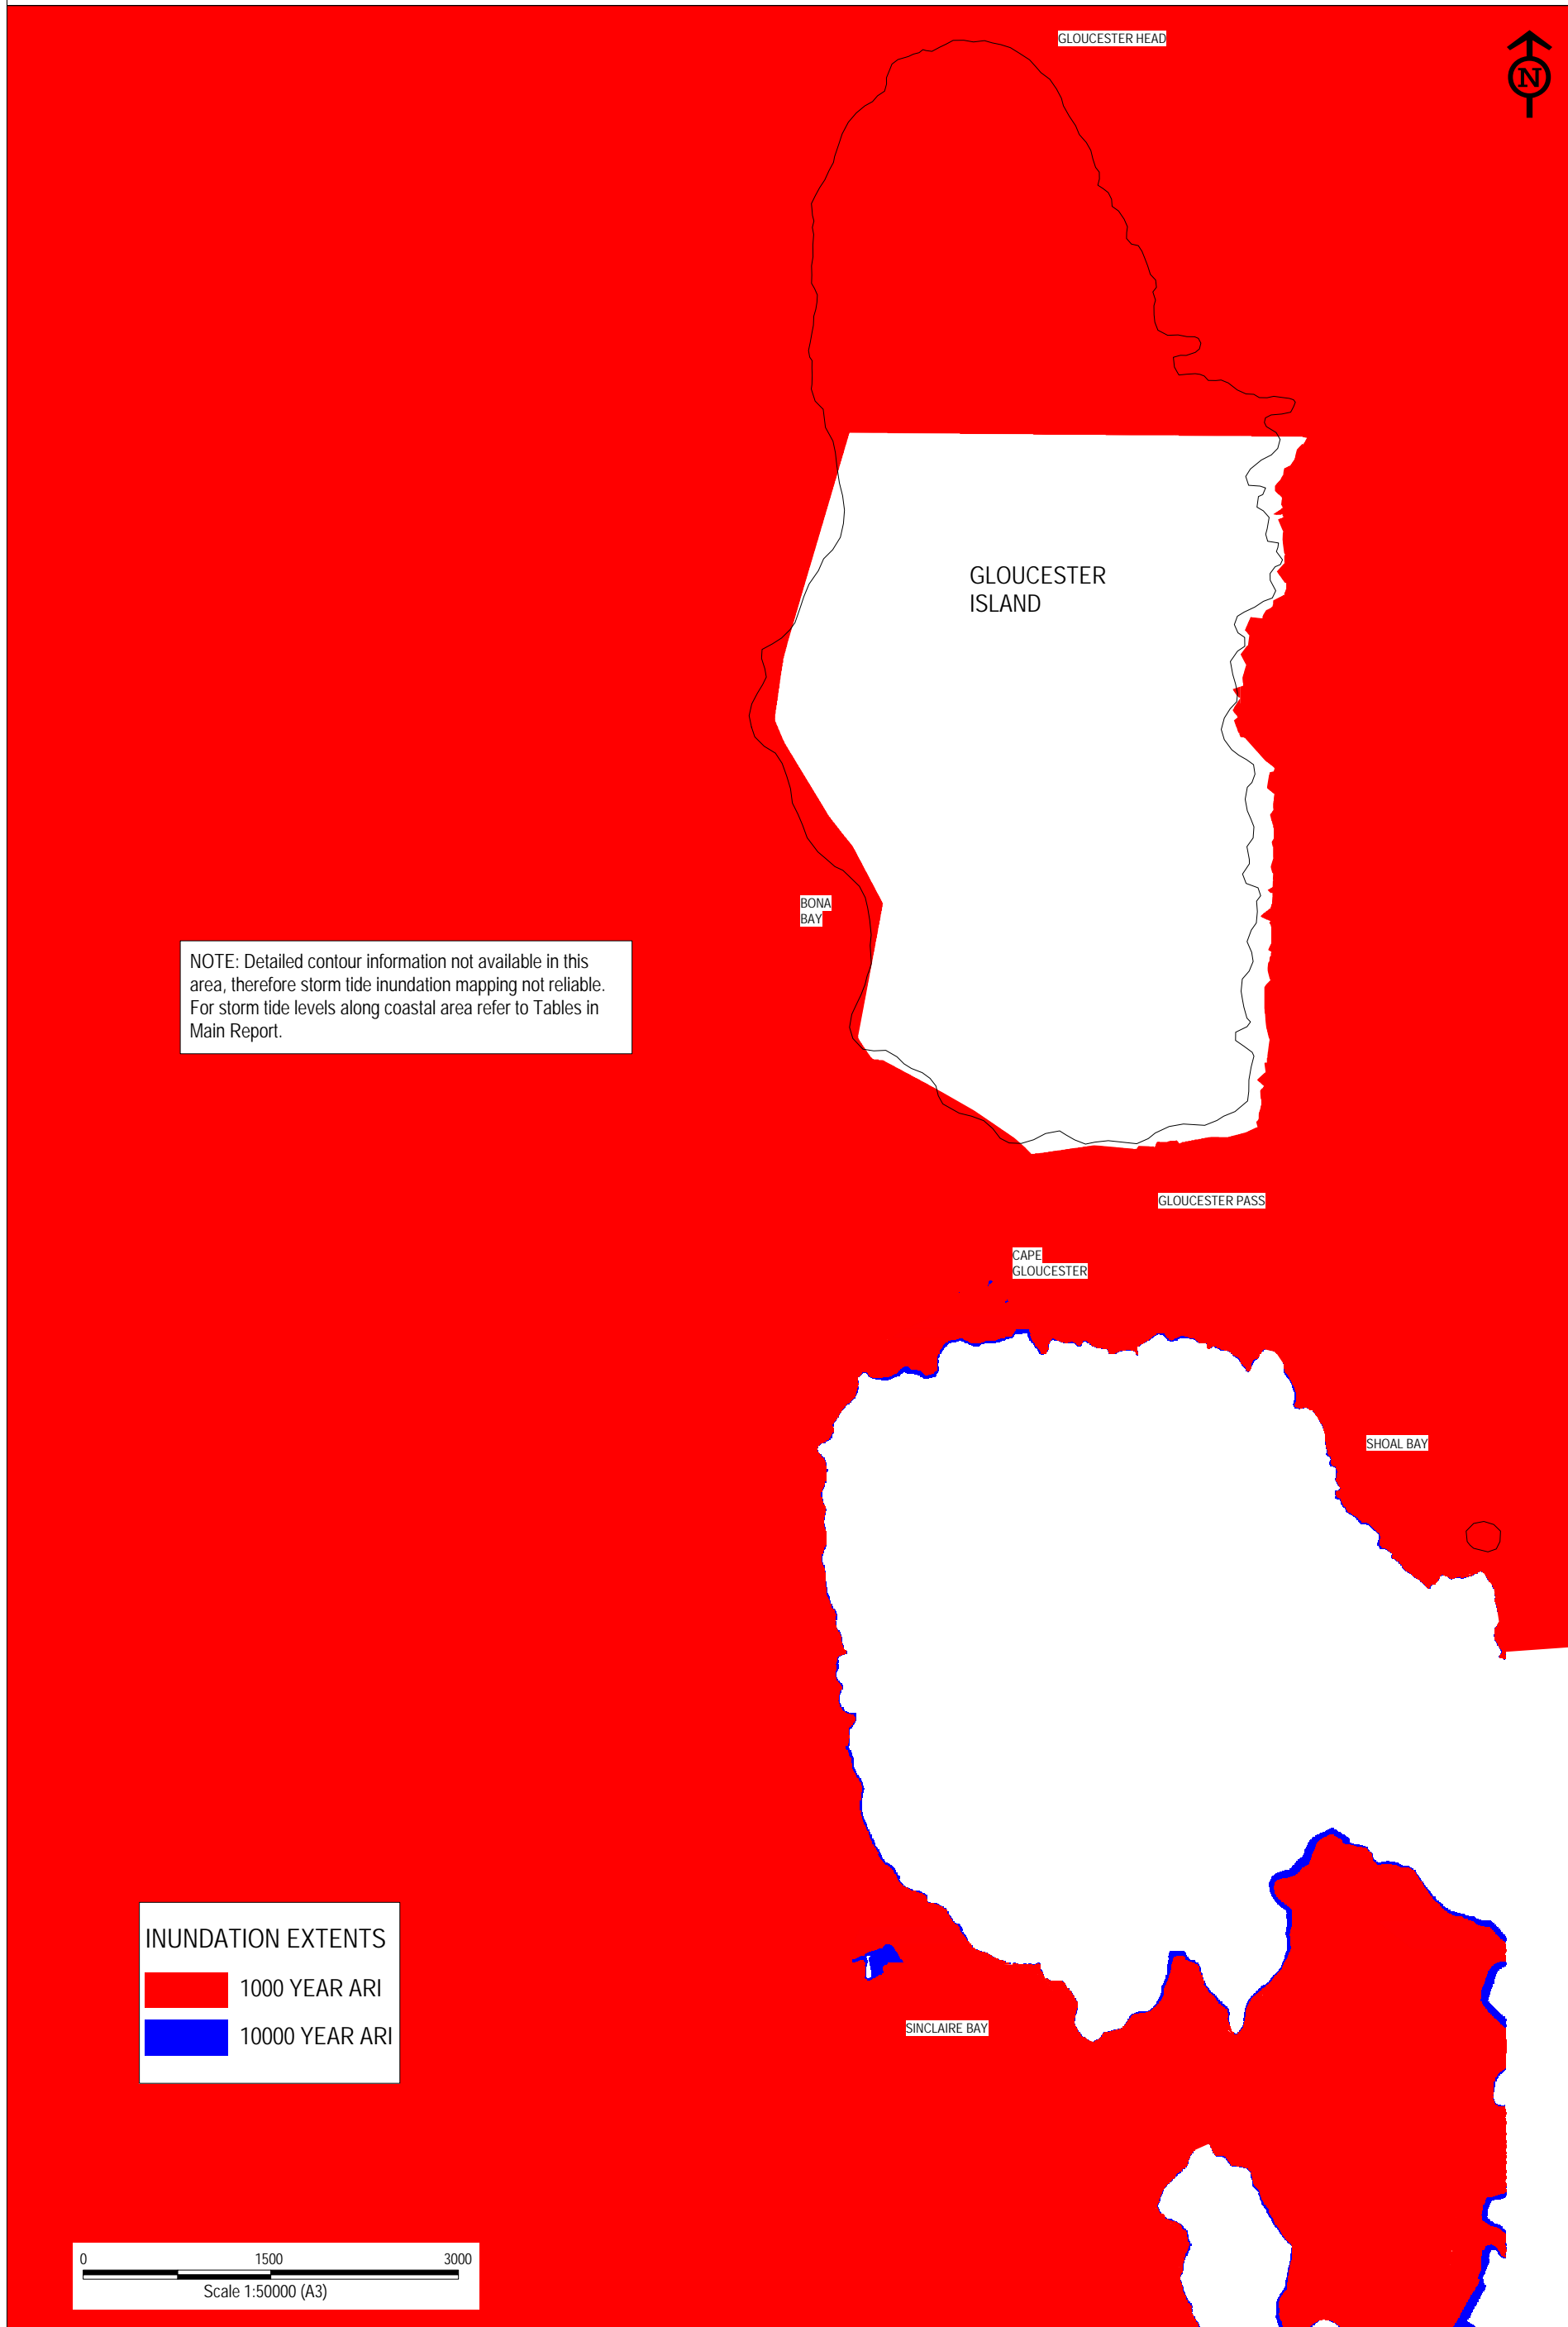 GLOUCESTER HEAD
N
GLOUCESTER
ISLAND
BONA
BAY
NOTE: Detailed contour information not available in this
area, therefore storm tide inundation mapping not reliable.
For storm tide levels along coastal area refer to Tables in
Main Report.
GLOUCESTER PASS
CAPE
GLOUCESTER
SHOAL BAY
INUNDATION EXTENTS
1000 YEAR ARI
10000 YEAR ARI
SINCLAIRE BAY
0 1500 3000
Scale 1:50000 (A3)